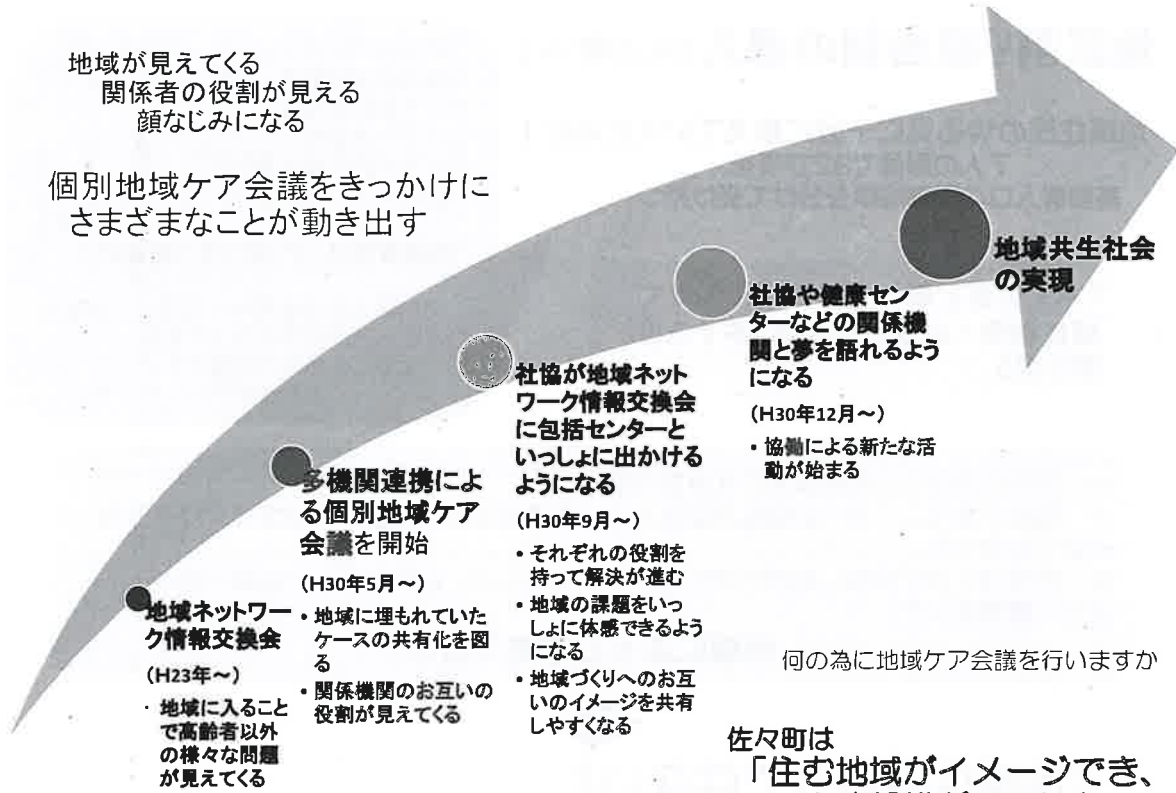 地域が見えてくる
関係者の役割が見える
顔なじみになる
個別地域ケア会議をきっかけに
さまざまなことが動き出す
地域共生社会
の実現
社協や健康セン
ターなどの関係機
関と夢を語れるよう
になる
(H30年12月～)
・協働による新たな活
動が始まる
社協が地域ネット
ワーク情報交換会
に包括センターと
いっしょに出かける
ようになる
(H30年9月～)
・それぞれの役割を
持って解決が進む
・地域の課題をいっ
しょに体感できるよう
になる
・地域づくりへのお互
いのイメージを共有
しやすくなる
多機関連携によ
る個別地域ケア
会議を開始
(H30年5月～)
・地域に埋もれていた
ケースの共有化を図
る
・関係機関のお互いの
役割が見えてくる
地域ネットワー
ク情報交換会
(H23年～)
・地域に入ること
で高齢者以外
の様々な問題
が見えてくる
何の為に地域ケア会議を行いますか
佐々町は
「住む地域がイメージでき、